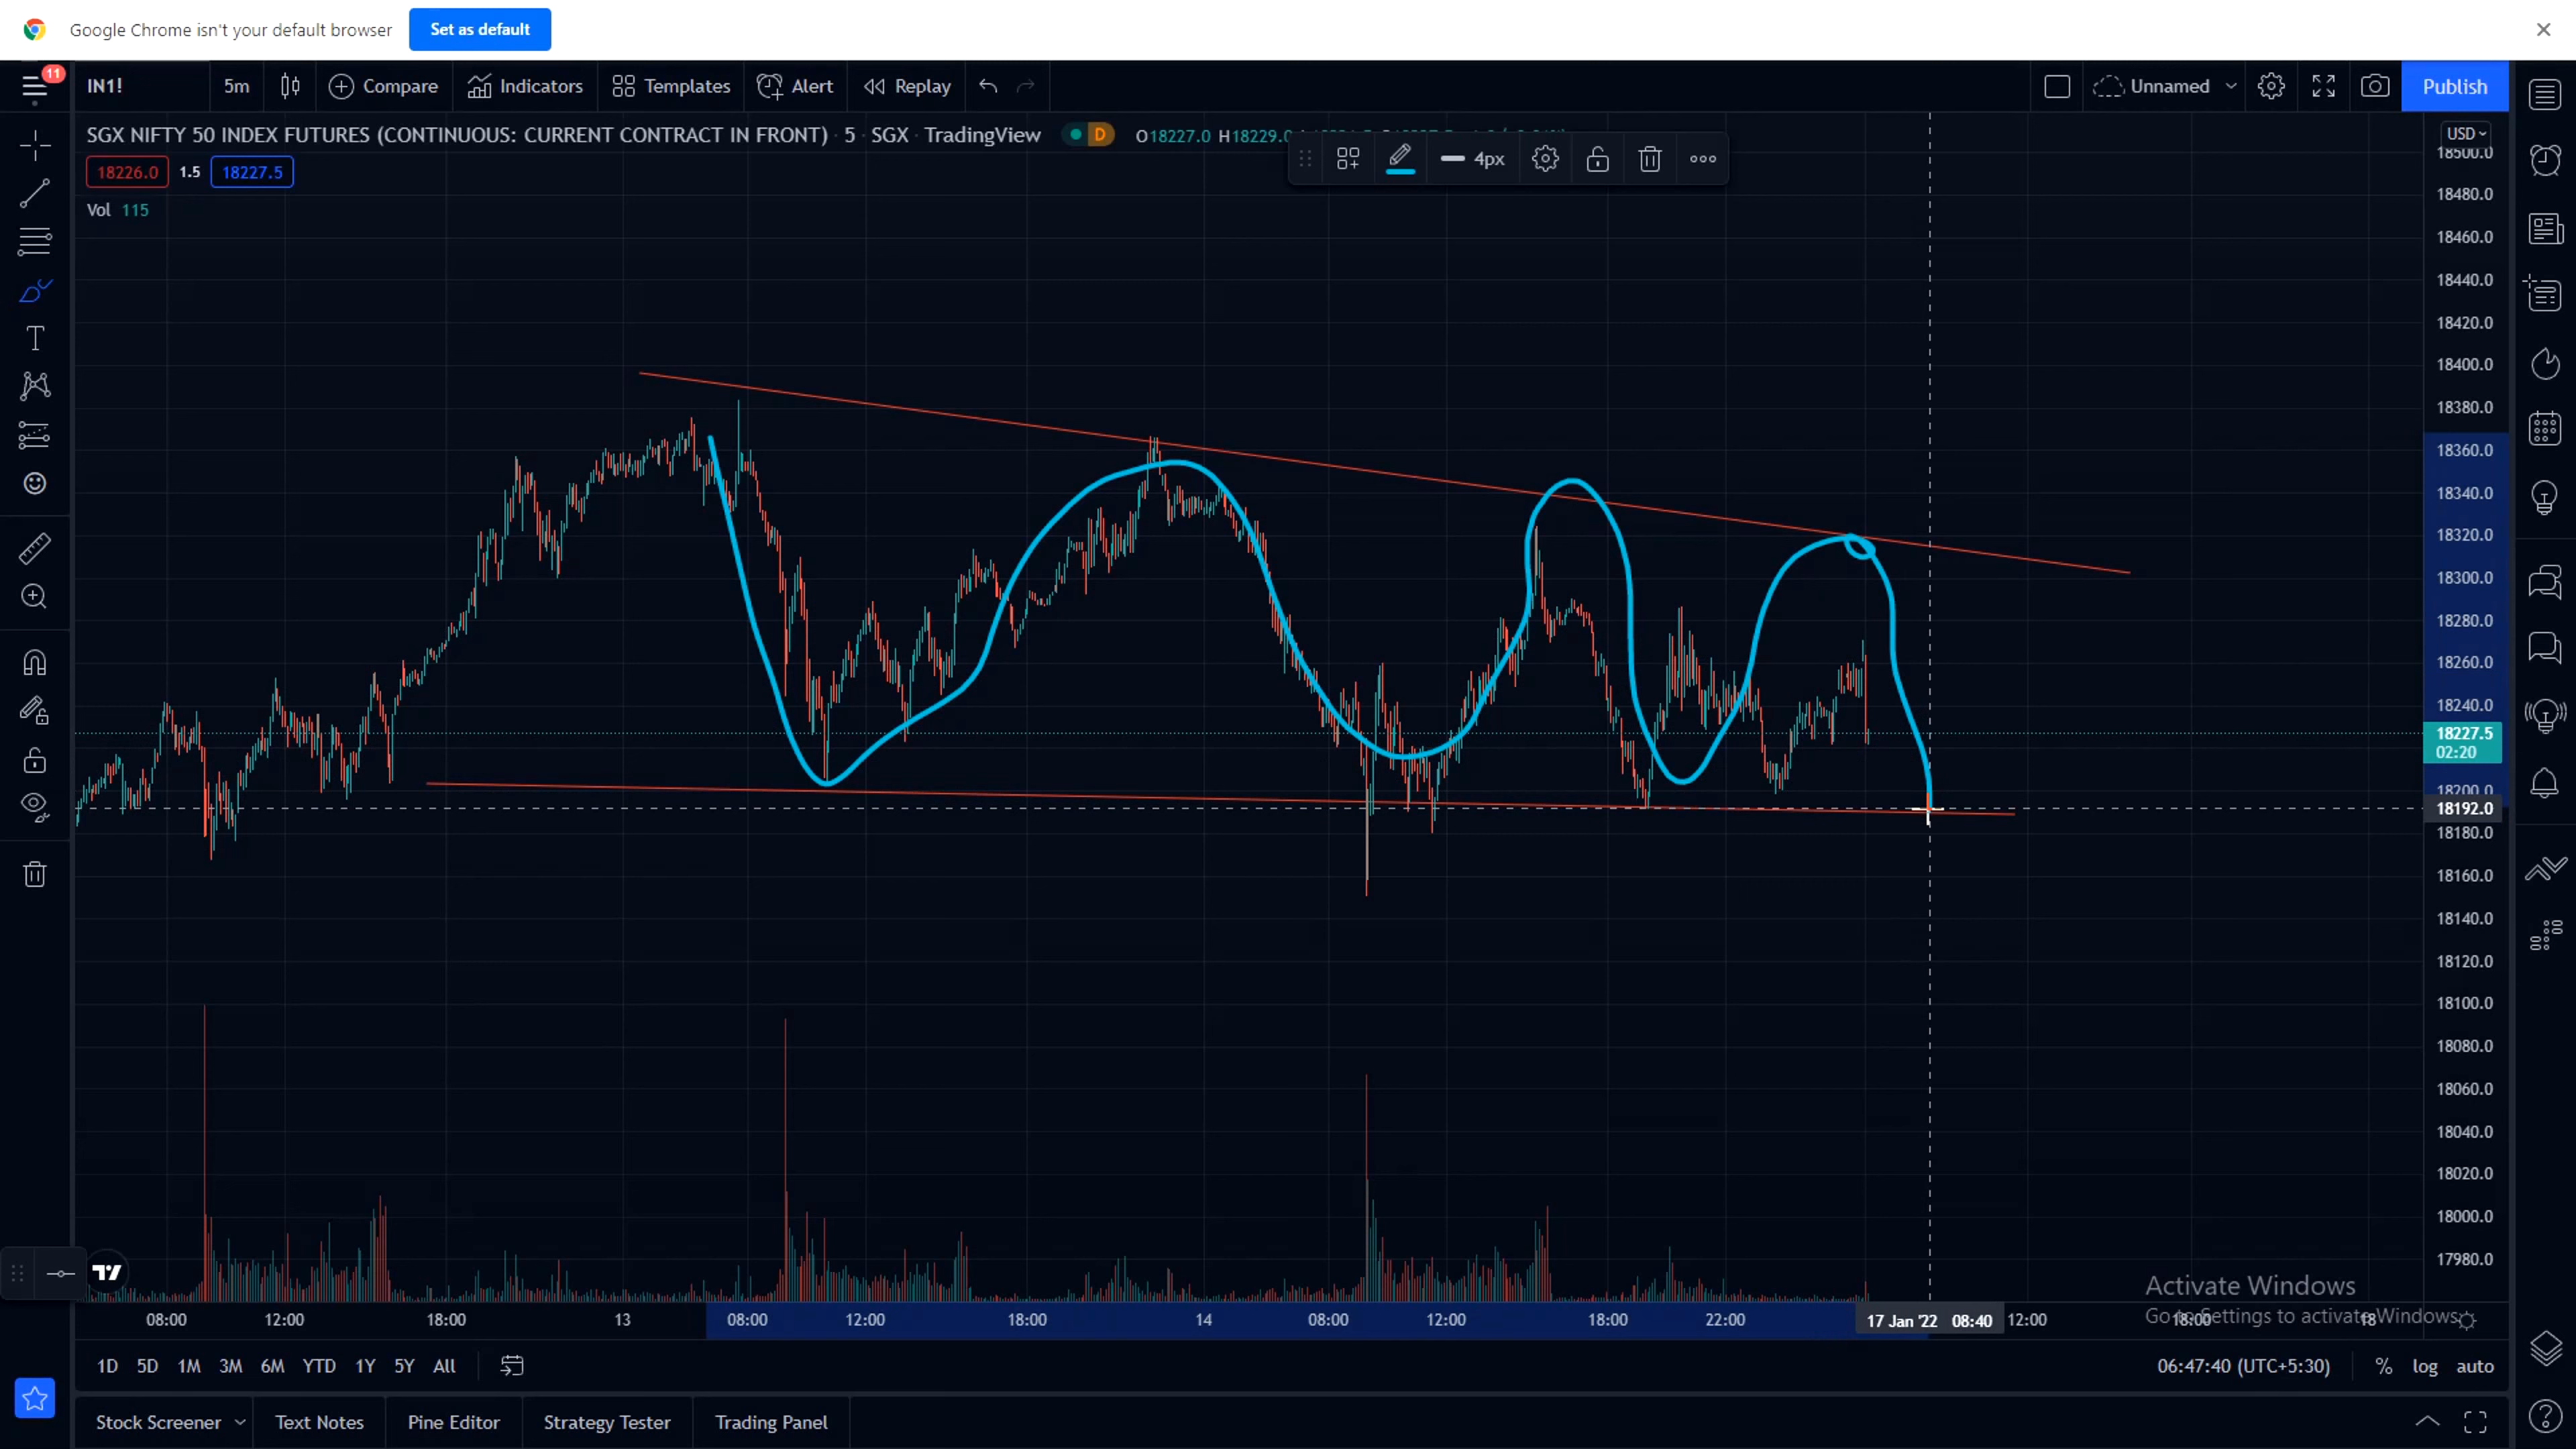 Google Chrome isn't your default browser Set as default
11
IN1! 5m Compare Indicators Templates Alert Replay Unnamed Publish
SGX NIFTY 50 INDEX FUTURES (CONTINUOUS: CURRENT CONTRACT IN FRONT) · 5 · SGX · TradingView D O18227.0 H18229.0
USD
18226.0 1.5 18227.5
4px
Vol 115
18500.0
18480.0
18460.0
18440.0
18420.0
18400.0
18380.0
18360.0
18340.0
18320.0
18300.0
18280.0
18260.0
18240.0
18227.5
02:20
18200.0
18192.0
18180.0
18160.0
18140.0
18120.0
18100.0
18080.0
18060.0
18040.0
18020.0
18000.0
17980.0
Activate Windows
Go to Settings to activate Windows.
08:00 12:00 18:00 13 08:00 12:00 18:00 14 08:00 12:00 18:00 22:00 17 Jan '22 08:40 12:00 18:00 18
1D 5D 1M 3M 6M YTD 1Y 5Y All 06:47:40 (UTC+5:30) % log auto
Stock Screener Text Notes Pine Editor Strategy Tester Trading Panel